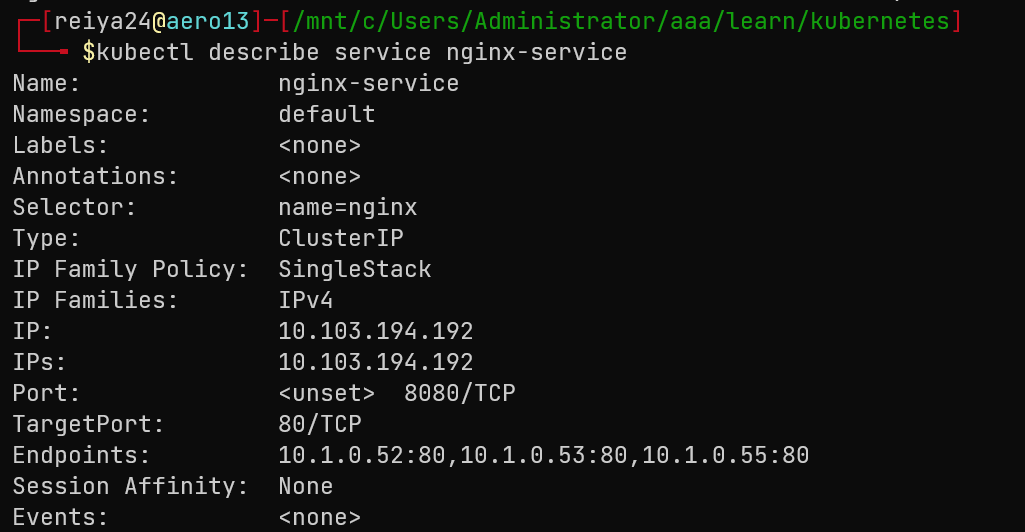 [reiya24@aero13]─[/mnt/c/Users/Administrator/aaa/learn/kubernetes]
$kubectl describe service nginx-service
Name:              nginx-service
Namespace:         default
Labels:            <none>
Annotations:       <none>
Selector:          name=nginx
Type:              ClusterIP
IP Family Policy:  SingleStack
IP Families:       IPv4
IP:                10.103.194.192
IPs:               10.103.194.192
Port:              <unset>  8080/TCP
TargetPort:        80/TCP
Endpoints:         10.1.0.52:80,10.1.0.53:80,10.1.0.55:80
Session Affinity:  None
Events:            <none>